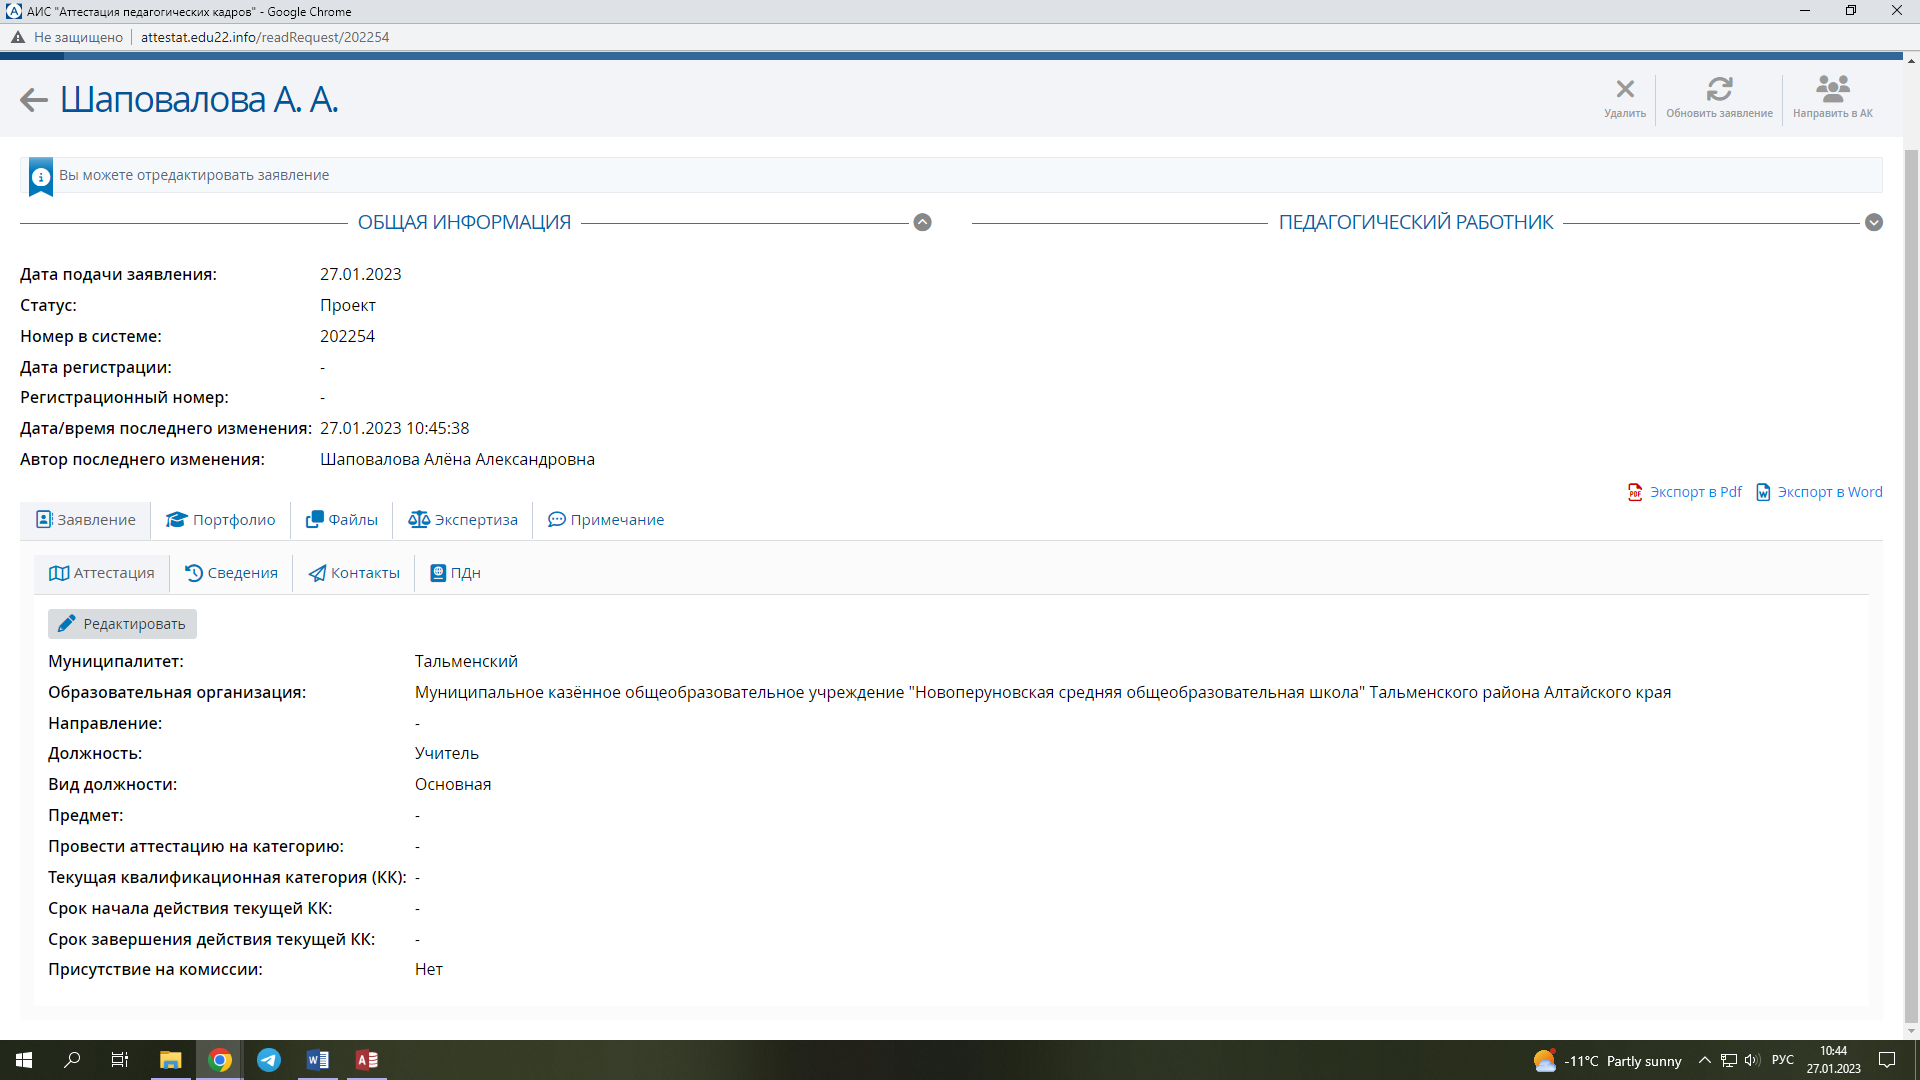 АИС "Аттестация педагогических кадров" - Google Chrome
Не защищено attestat.edu22.info/readRequest/202254
Шаповалова А. А.
Удалить
Обновить заявление
Направить в АК
Вы можете отредактировать заявление
ОБЩАЯ ИНФОРМАЦИЯ
ПЕДАГОГИЧЕСКИЙ РАБОТНИК
Дата подачи заявления: 27.01.2023
Статус: Проект
Номер в системе: 202254
Дата регистрации: -
Регистрационный номер: -
Дата/время последнего изменения: 27.01.2023 10:45:38
Автор последнего изменения: Шаповалова Алёна Александровна
Экспорт в Pdf Экспорт в Word
Заявление Портфолио Файлы Экспертиза Примечание
Аттестация Сведения Контакты ПДн
Редактировать
Муниципалитет: Тальменский
Образовательная организация: Муниципальное казённое общеобразовательное учреждение "Новоперуновская средняя общеобразовательная школа" Тальменского района Алтайского края
Направление: -
Должность: Учитель
Вид должности: Основная
Предмет: -
Провести аттестацию на категорию: -
Текущая квалификационная категория (КК): -
Срок начала действия текущей КК: -
Срок завершения действия текущей КК: -
Присутствие на комиссии: Нет
-11°C Partly sunny РУС
10:44
27.01.2023